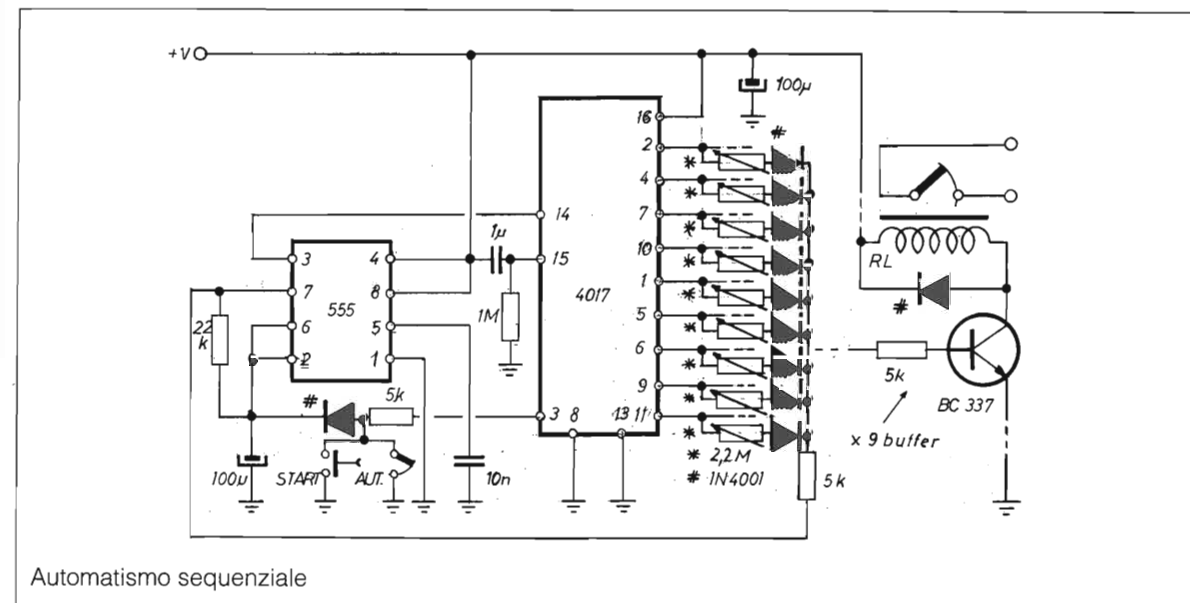 +V
100µ
#
16
2
*
4
*
14
7
*
1µ
RL
3
4
10
*
15
7
8
4017
1
*
#
555
1M
22
k
6
5
5
*
2
1
6
*
5k
BC 337
#
5k
9
*
x 9 buffer
3
8
13
11
*
* 2,2M
# 1N4001
100µ
START
AUT.
10n
5k
Automatismo sequenziale